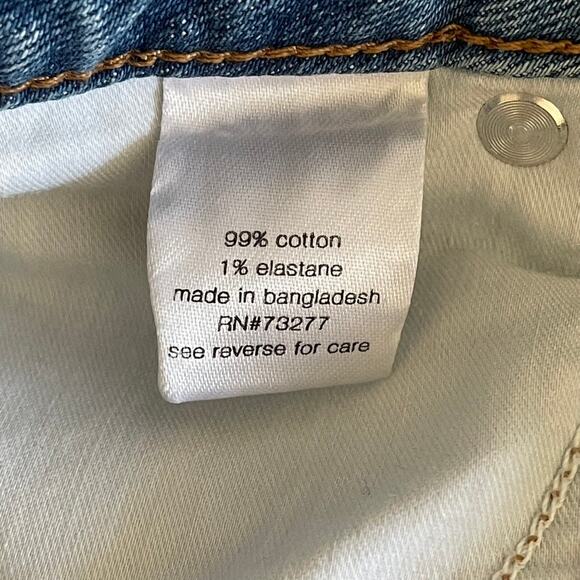 99% cotton
1% elastane
made in bangladesh
RN#73277
see reverse for care